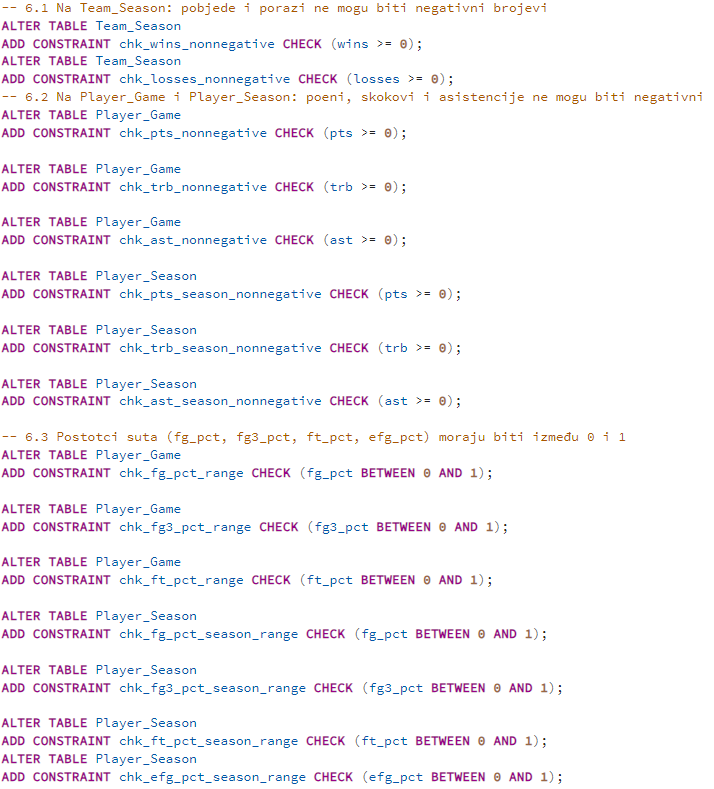 -- 6.1 Na Team_Season: pobjede i porazi ne mogu biti negativni brojevi
ALTER TABLE Team_Season
ADD CONSTRAINT chk_wins_nonnegative CHECK (wins >= 0);
ALTER TABLE Team_Season
ADD CONSTRAINT chk_losses_nonnegative CHECK (losses >= 0);
-- 6.2 Na Player_Game i Player_Season: poeni, skokovi i asistencije ne mogu biti negativni
ALTER TABLE Player_Game
ADD CONSTRAINT chk_pts_nonnegative CHECK (pts >= 0);
ALTER TABLE Player_Game
ADD CONSTRAINT chk_trb_nonnegative CHECK (trb >= 0);
ALTER TABLE Player_Game
ADD CONSTRAINT chk_ast_nonnegative CHECK (ast >= 0);
ALTER TABLE Player_Season
ADD CONSTRAINT chk_pts_season_nonnegative CHECK (pts >= 0);
ALTER TABLE Player_Season
ADD CONSTRAINT chk_trb_season_nonnegative CHECK (trb >= 0);
ALTER TABLE Player_Season
ADD CONSTRAINT chk_ast_season_nonnegative CHECK (ast >= 0);
-- 6.3 Postotci suta (fg_pct, fg3_pct, ft_pct, efg_pct) moraju biti između 0 i 1
ALTER TABLE Player_Game
ADD CONSTRAINT chk_fg_pct_range CHECK (fg_pct BETWEEN 0 AND 1);
ALTER TABLE Player_Game
ADD CONSTRAINT chk_fg3_pct_range CHECK (fg3_pct BETWEEN 0 AND 1);
ALTER TABLE Player_Game
ADD CONSTRAINT chk_ft_pct_range CHECK (ft_pct BETWEEN 0 AND 1);
ALTER TABLE Player_Season
ADD CONSTRAINT chk_fg_pct_season_range CHECK (fg_pct BETWEEN 0 AND 1);
ALTER TABLE Player_Season
ADD CONSTRAINT chk_fg3_pct_season_range CHECK (fg3_pct BETWEEN 0 AND 1);
ALTER TABLE Player_Season
ADD CONSTRAINT chk_ft_pct_season_range CHECK (ft_pct BETWEEN 0 AND 1);
ALTER TABLE Player_Season
ADD CONSTRAINT chk_efg_pct_season_range CHECK (efg_pct BETWEEN 0 AND 1);